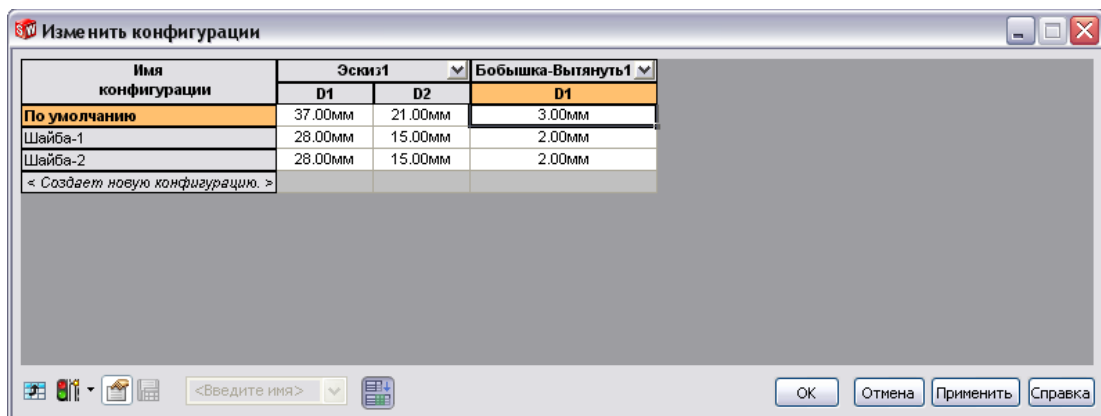 Изменить конфигурации
Имя конфигурации Эскиз1 Бобышка-Вытянуть1
D1 D2 D1
По умолчанию 37.00мм 21.00мм 3.00мм
Шайба-1 28.00мм 15.00мм 2.00мм
Шайба-2 28.00мм 15.00мм 2.00мм
< Создает новую конфигурацию. >
<Введите имя> OK Отмена Применить Справка